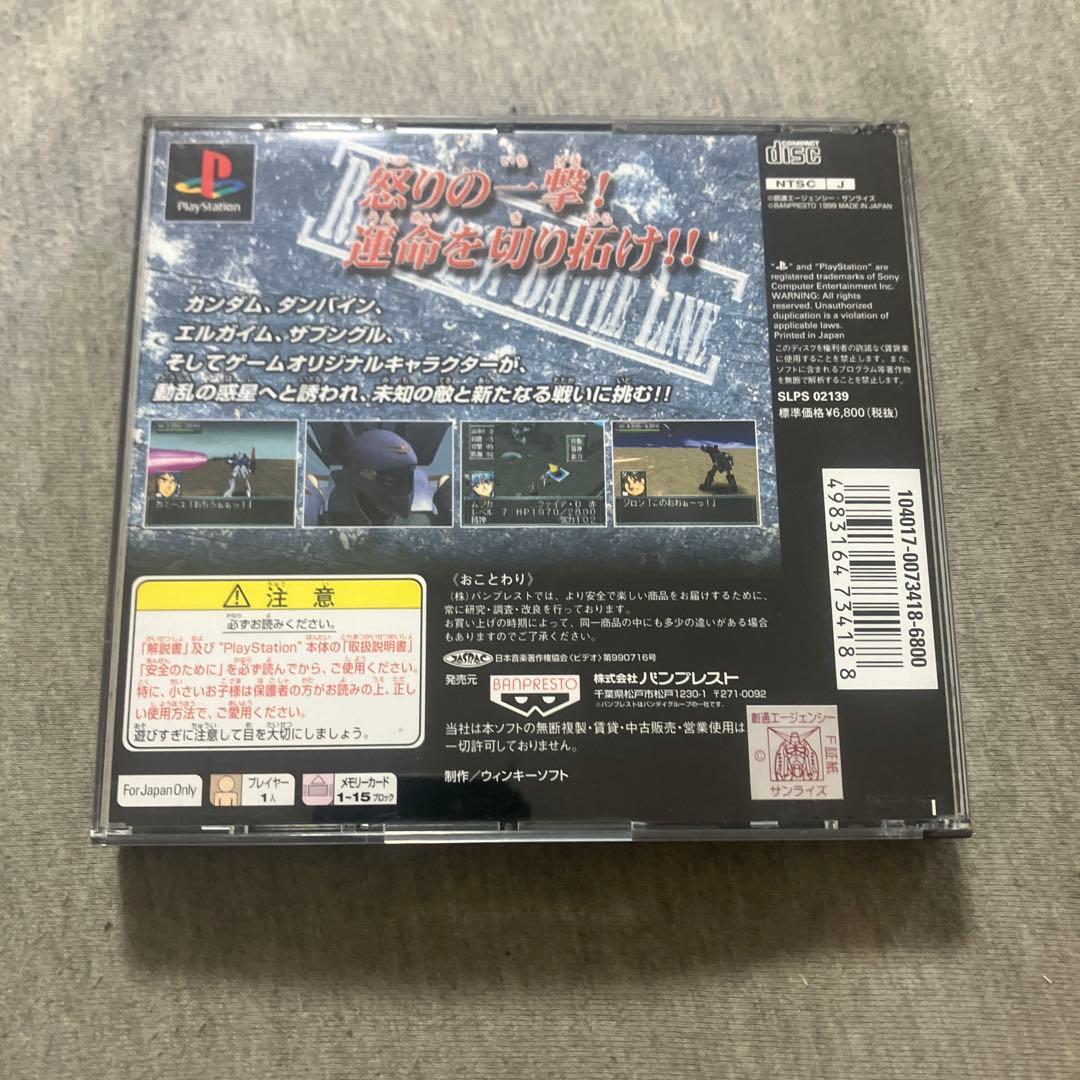 PlayStation
怒りの一撃!
運命を切り拓け!!
BATTLE LINE
ガンダム、ダンバイン、
エルガイム、ザブングル、
そしてゲームオリジナルキャラクターが、
動乱の惑星へと誘われ、未知の敵と新たなる戦いに挑む!!
カミーユ「おちろぉぉっ!
ムジカ ファイア・D 赤
レベル 7 HP1970/2800
精神 気力102
ジロン「このおおぉーっ!
COMPACT
disc
NTSC J
©創通エージェンシー・サンライズ
©BANPRESTO 1999 MADE IN JAPAN
" " and "PlayStation" are
registered trademarks of Sony
Computer Entertainment Inc.
WARNING: All rights
reserved. Unauthorized
duplication is a violation of
applicable laws.
Printed in Japan
このディスクを権利者の許諾なく賃貸業
に使用することを禁止します。また、
ソフトに含まれるプログラム等著作物
を無断で解析することを禁止します。
SLPS 02139
標準価格¥6,800(税抜)
104017-0073418-6800
4983164734188
注意
必ずお読みください。
「解説書」及び"PlayStation"本体の「取扱説明書」
「安全のために」を必ず読んでから、ご使用ください。
特に、小さいお子様は保護者の方がお読みの上、正し
い使用方法で、ご愛用ください。
遊びすぎに注意して目を大切にしましょう。
For Japan Only
プレイヤー
1人
メモリーカード
1~15ブロック
《おことわり》
(株)バンプレストでは、より安全で楽しい商品をお届けするために、
常に研究・調査・改良を行っております。
お買い上げの時期によって、同一商品の中にも多少の違いがある場合
もありますのでご了承ください。
JASRAC 日本音楽著作権協会〈ビデオ〉第990716号
発売元
BANPRESTO
株式会社バンプレスト
千葉県松戸市松戸1230-1 〒271-0092
*バンプレストはバンダイグループの一社です。
当社は本ソフトの無断複製・賃貸・中古販売・営業使用は
一切許可しておりません。
制作/ウィンキーソフト
創通エージェンシー
F証紙
©
サンライズ